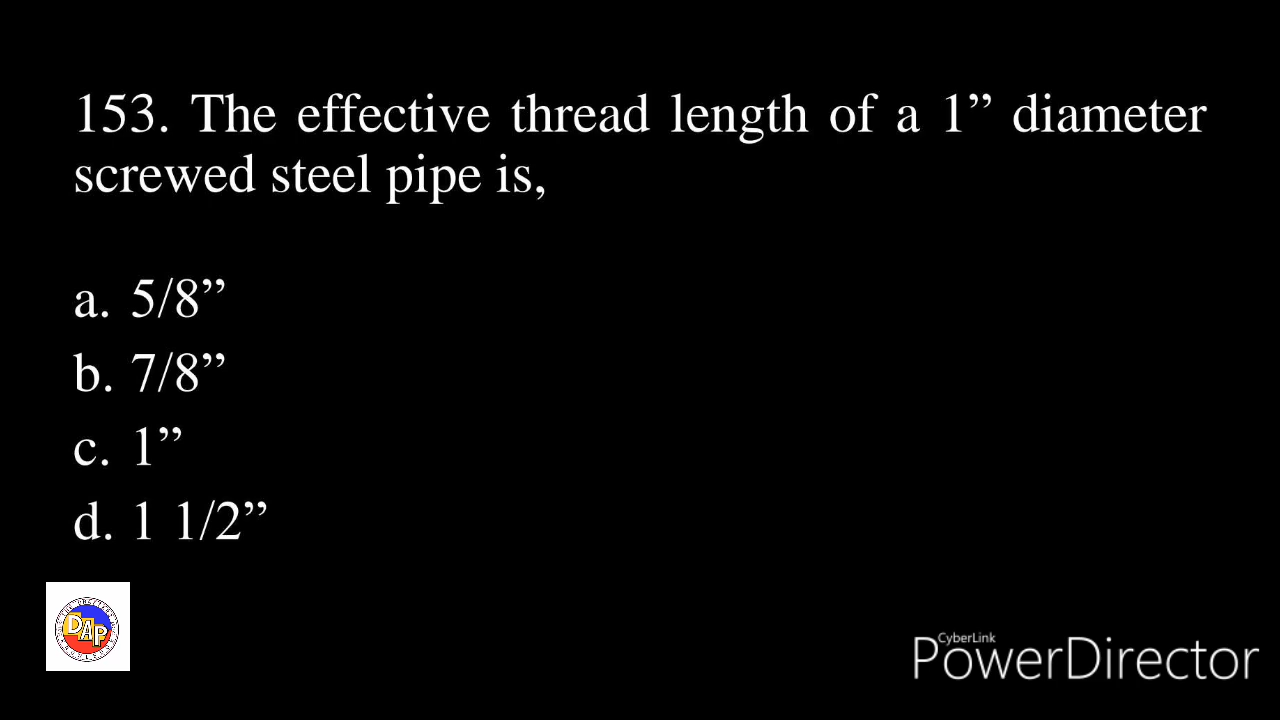 153. The effective thread length of a 1” diameter
screwed steel pipe is,
a. 5/8”
b. 7/8”
c. 1”
d. 1 1/2”
DAP
CyberLink
PowerDirector